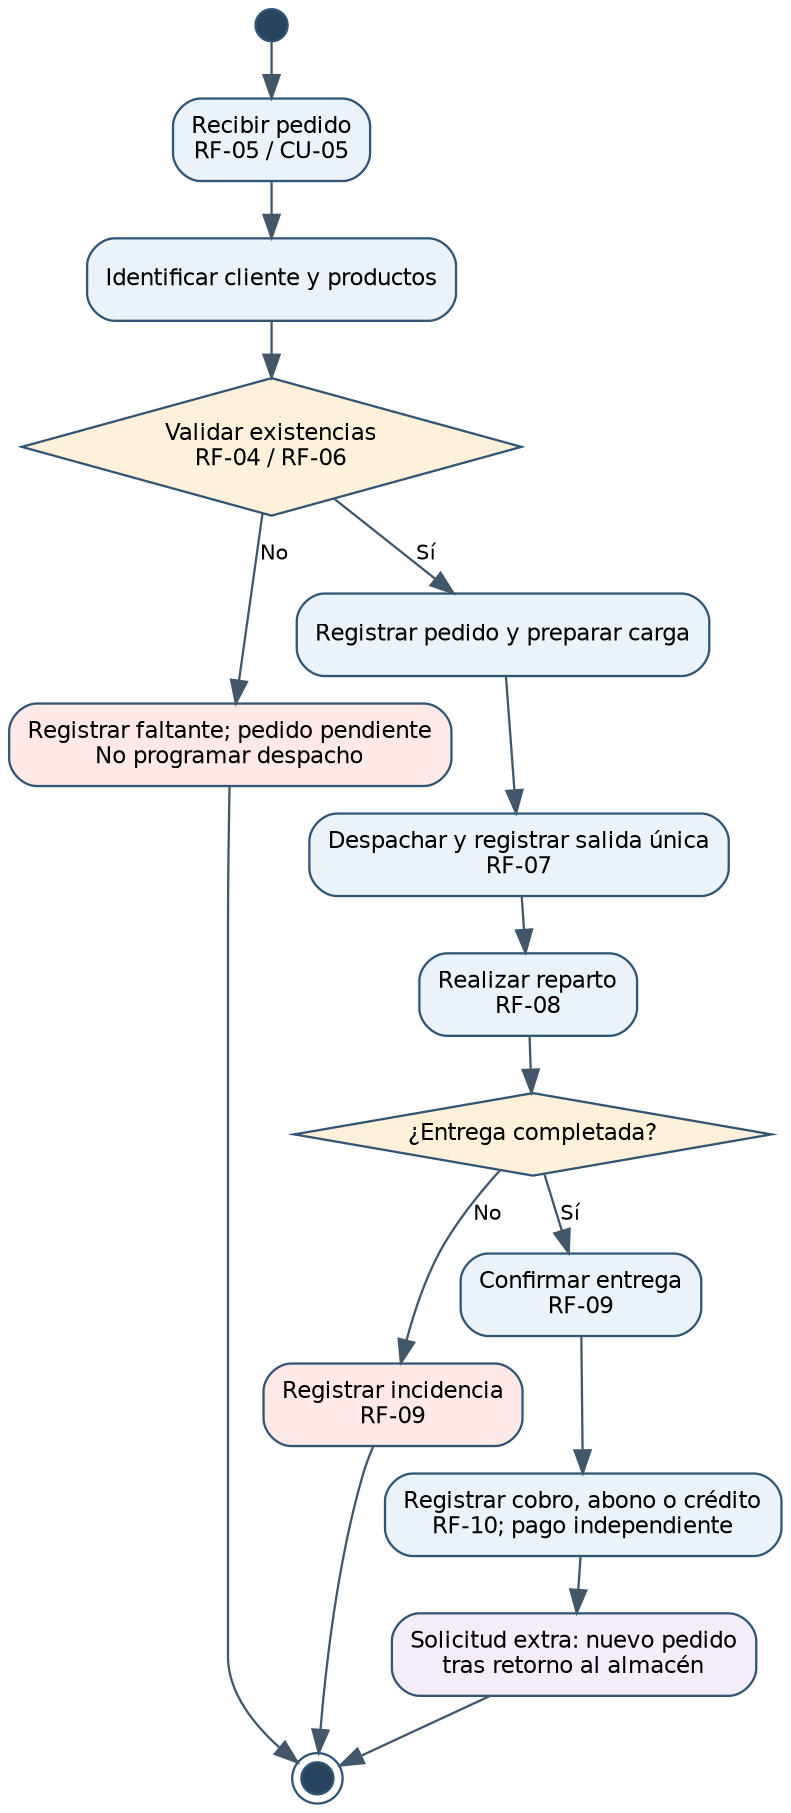 Recibir pedido
RF-05 / CU-05
Identificar cliente y productos
Validar existencias
RF-04 / RF-06
No
Sí
Registrar pedido y preparar carga
Registrar faltante; pedido pendiente
No programar despacho
Despachar y registrar salida única
RF-07
Realizar reparto
RF-08
¿Entrega completada?
No
Sí
Confirmar entrega
RF-09
Registrar incidencia
RF-09
Registrar cobro, abono o crédito
RF-10; pago independiente
Solicitud extra: nuevo pedido
tras retorno al almacén